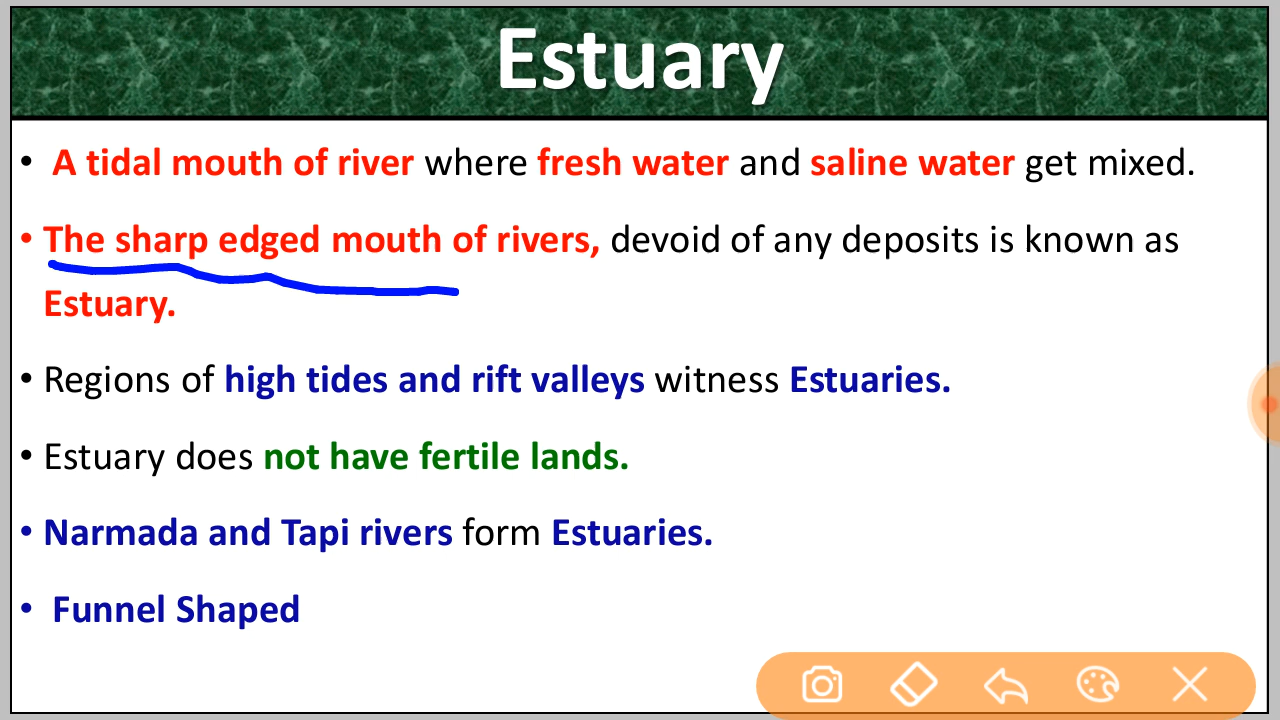 Estuary
• A tidal mouth of river where fresh water and saline water get mixed.
• The sharp edged mouth of rivers, devoid of any deposits is known as
Estuary.
• Regions of high tides and rift valleys witness Estuaries.
• Estuary does not have fertile lands.
• Narmada and Tapi rivers form Estuaries.
• Funnel Shaped